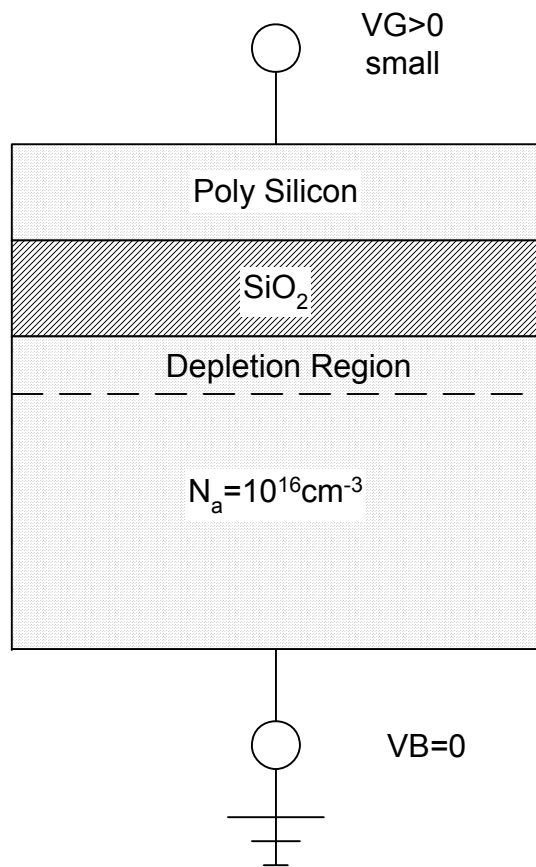 VG>0
small
Poly Silicon
SiO₂
Depletion Region
Nₐ=10¹⁶cm⁻³
VB=0